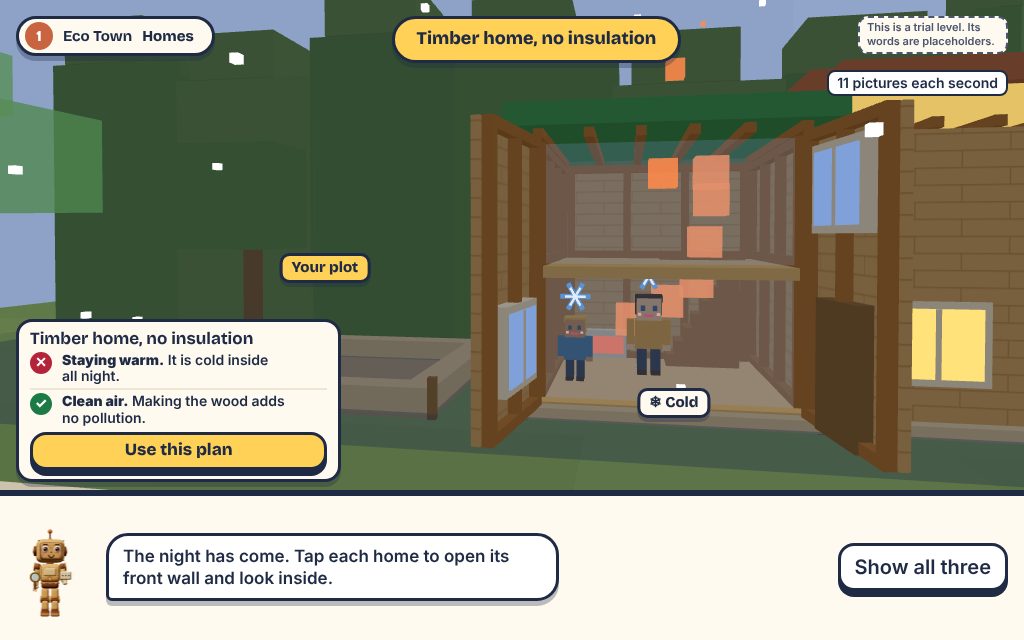 1 Eco Town Homes
Timber home, no insulation
This is a trial level. Its
words are placeholders.
11 pictures each second
Your plot
Timber home, no insulation
Staying warm. It is cold inside
all night.
Clean air. Making the wood adds
no pollution.
Use this plan
❄ Cold
The night has come. Tap each home to open its
front wall and look inside.
Show all three